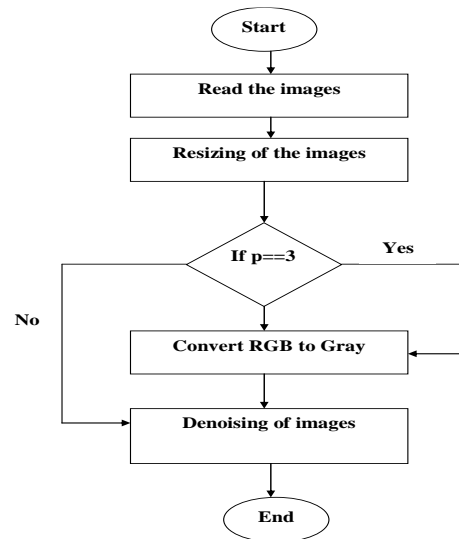 Start
Read the images
Resizing of the images
If p==3
Yes
No
Convert RGB to Gray
Denoising of images
End